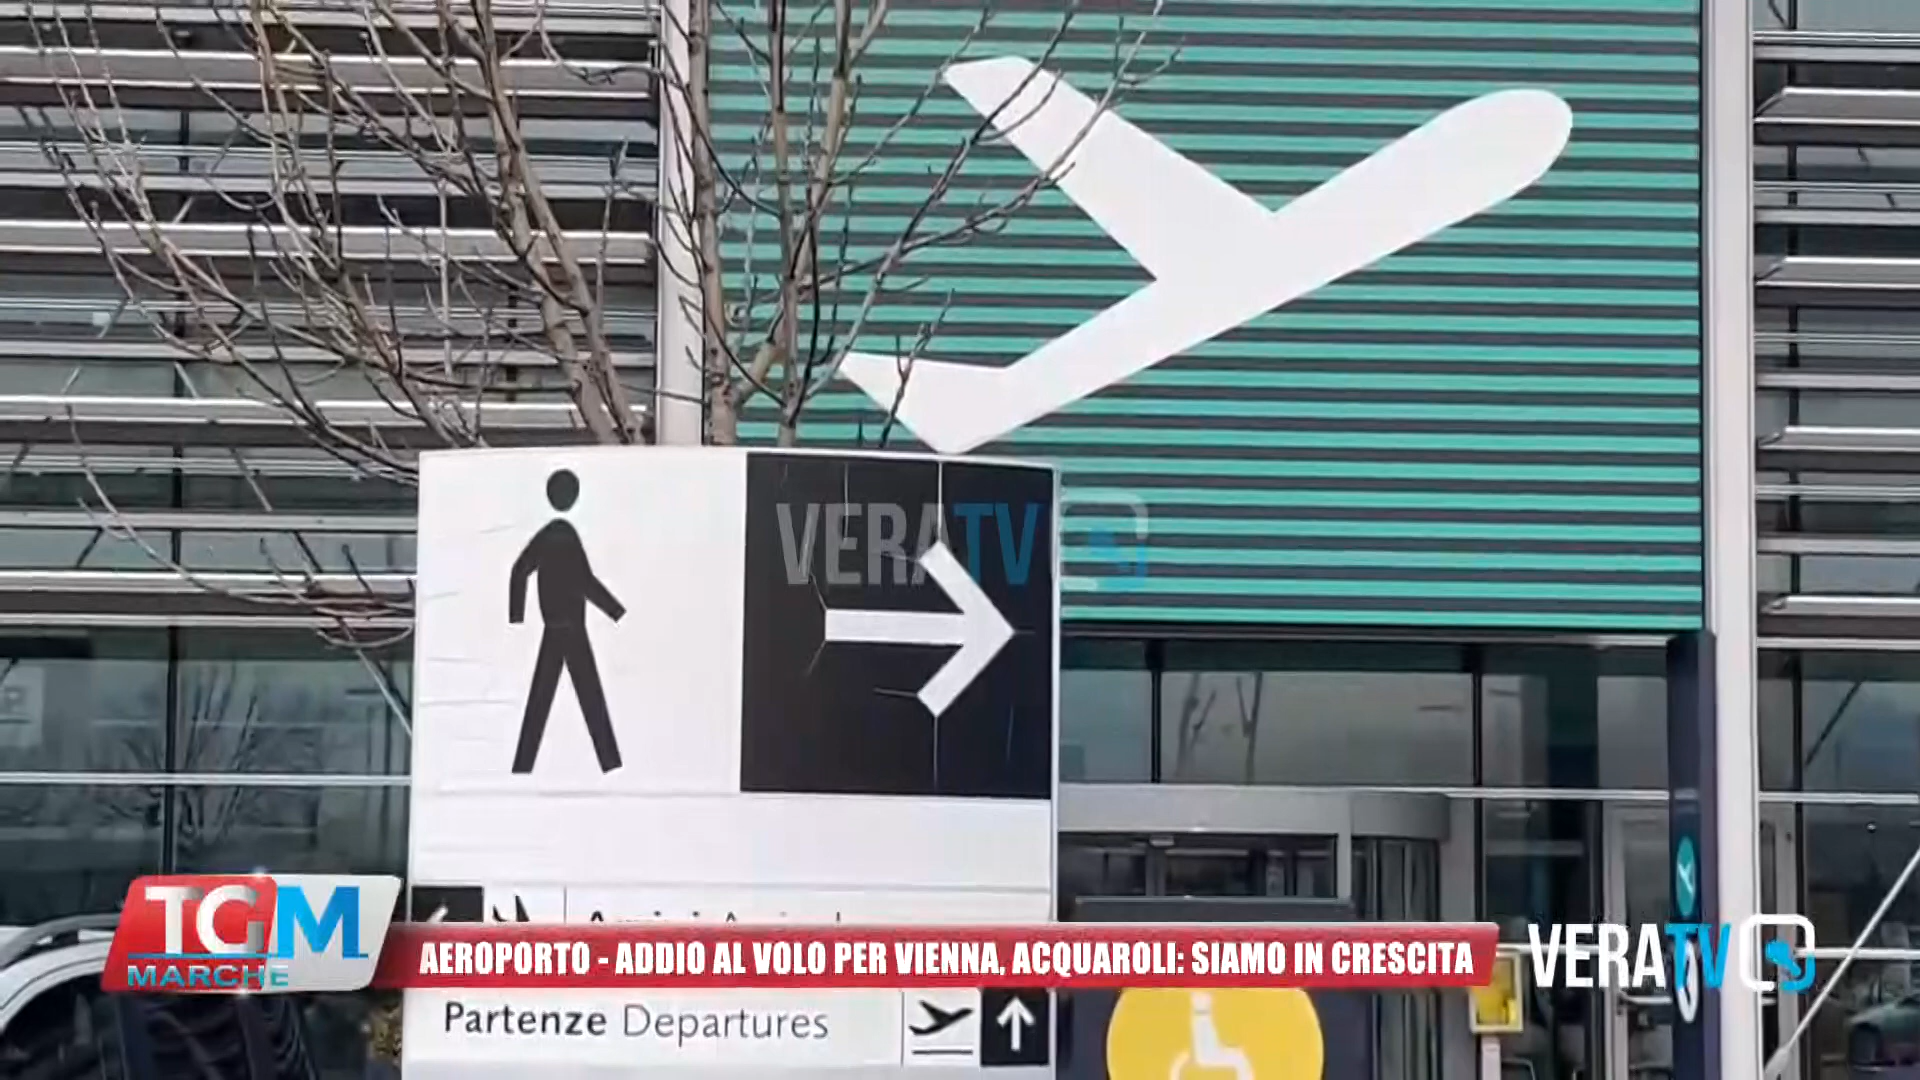 VERATV
TGM
MARCHE
AEROPORTO - ADDIO AL VOLO PER VIENNA, ACQUAROLI: SIAMO IN CRESCITA
VERATV
Partenze Departures